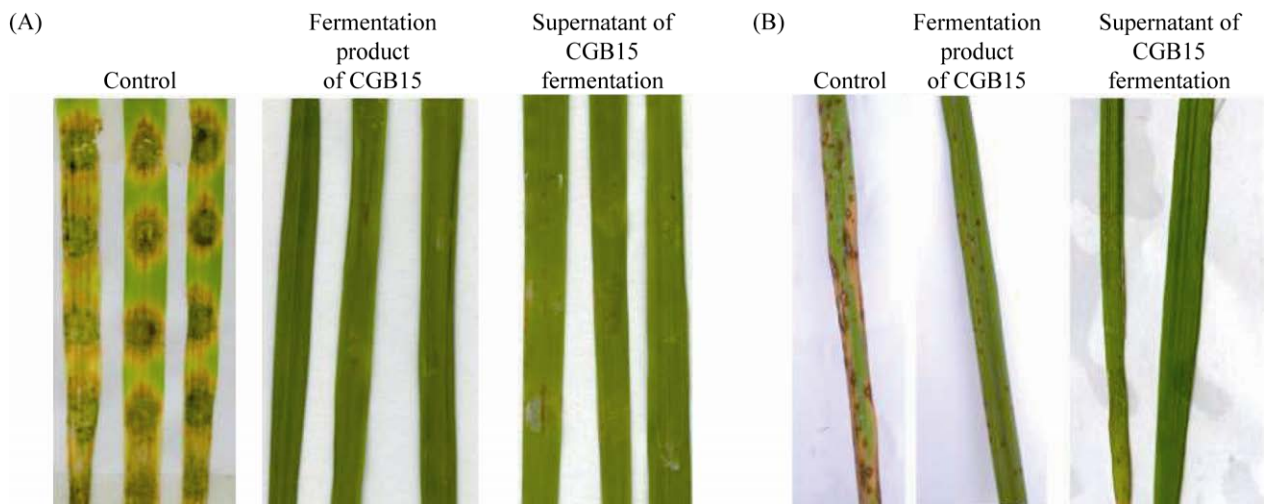 (A)
Control
Fermentation
product
of CGB15
Supernatant of
CGB15
fermentation
(B)
Control
Fermentation
product
of CGB15
Supernatant of
CGB15
fermentation